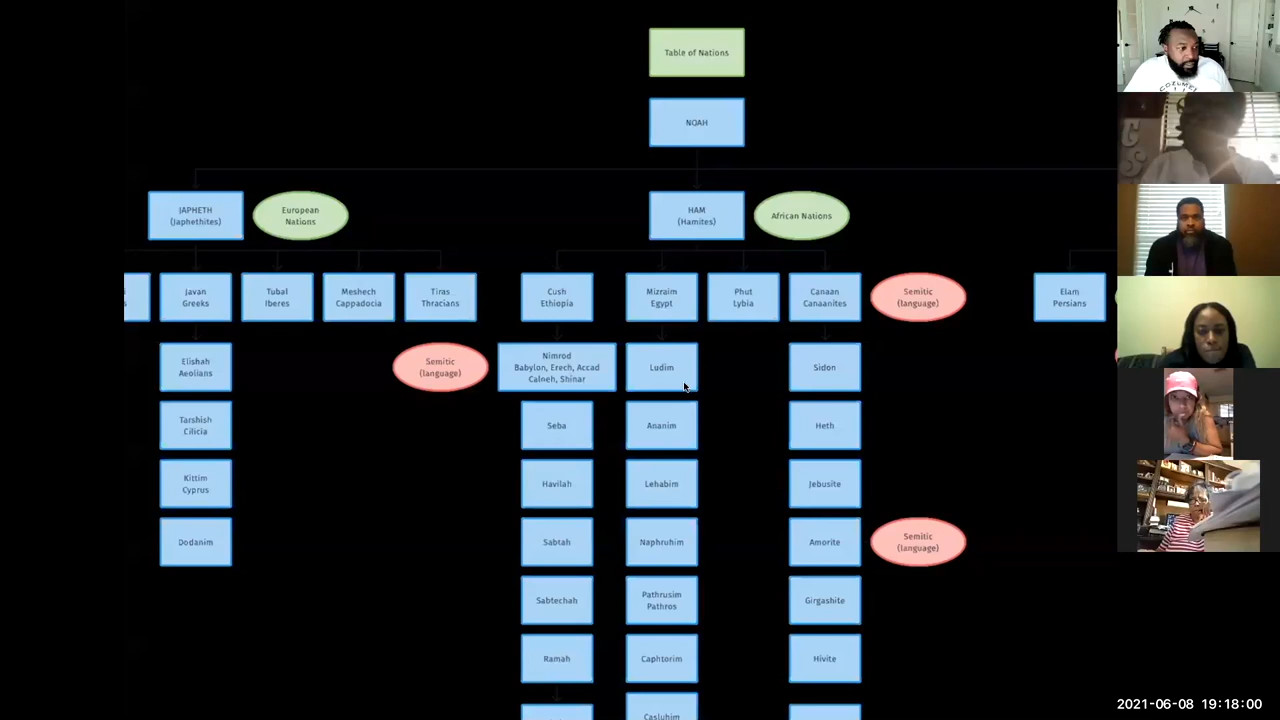 Table of Nations
NOAH
JAPHETH
(Japhethites)
European
Nations
HAM
(Hamites)
African Nations
Javan
Greeks
Tubal
Iberes
Meshech
Cappadocia
Tiras
Thracians
Cush
Ethiopia
Mizraim
Egypt
Phut
Lybia
Canaan
Canaanites
Semitic
(language)
Elam
Persians
Elishah
Aeolians
Semitic
(language)
Nimrod
Babylon, Erech, Accad
Calneh, Shinar
Ludim
Sidon
Tarshish
Cilicia
Seba
Ananim
Heth
Kittim
Cyprus
Havilah
Lehabim
Jebusite
Dodanim
Sabtah
Naphruhim
Amorite
Semitic
(language)
Sabtechah
Pathrusim
Pathros
Girgashite
Ramah
Caphtorim
Hivite
Casluhim
2021-06-08 19:18:00